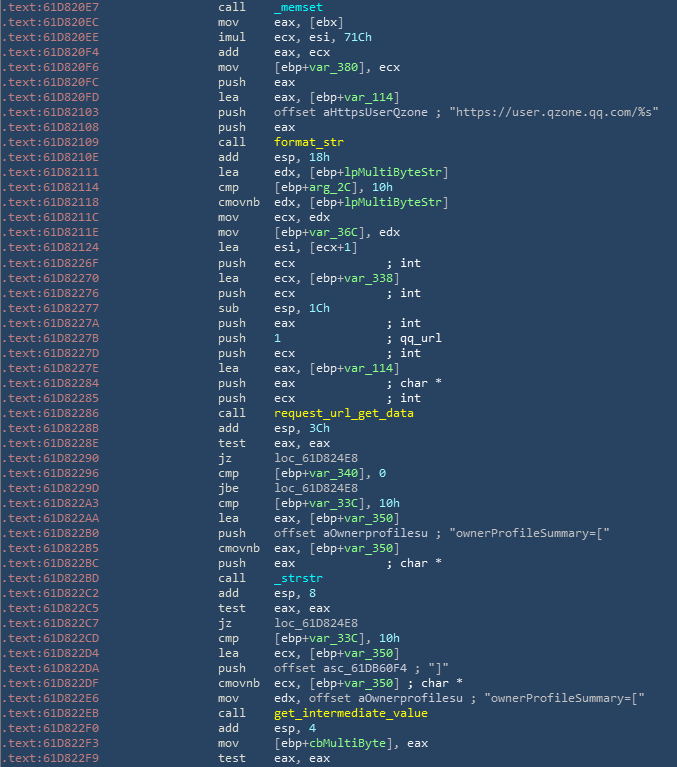 .text:61D820E7 call _memset
.text:61D820EC mov eax, [ebx]
.text:61D820EE imul ecx, esi, 71Ch
.text:61D820F4 add eax, ecx
.text:61D820F6 mov [ebp+var_380], ecx
.text:61D820FC push eax
.text:61D820FD lea eax, [ebp+var_114]
.text:61D82103 push offset aHttpsUserQzone ; "https://user.qzone.qq.com/%s"
.text:61D82108 push eax
.text:61D82109 call format_str
.text:61D8210E add esp, 18h
.text:61D82111 lea edx, [ebp+lpMultiByteStr]
.text:61D82114 cmp [ebp+arg_2C], 10h
.text:61D82118 cmovnb edx, [ebp+lpMultiByteStr]
.text:61D8211C mov ecx, edx
.text:61D8211E mov [ebp+var_36C], edx
.text:61D82124 lea esi, [ecx+1]
.text:61D8226F push ecx ; int
.text:61D82270 lea ecx, [ebp+var_338]
.text:61D82276 push ecx ; int
.text:61D82277 sub esp, 1Ch
.text:61D8227A push eax ; int
.text:61D8227B push 1 ; qq_url
.text:61D8227D push ecx ; int
.text:61D8227E lea eax, [ebp+var_114]
.text:61D82284 push eax ; char *
.text:61D82285 push ecx ; int
.text:61D82286 call request_url_get_data
.text:61D8228B add esp, 3Ch
.text:61D8228E test eax, eax
.text:61D82290 jz loc_61D824E8
.text:61D82296 cmp [ebp+var_340], 0
.text:61D8229D jbe loc_61D824E8
.text:61D822A3 cmp [ebp+var_33C], 10h
.text:61D822AA lea eax, [ebp+var_350]
.text:61D822B0 push offset aOwnerprofilesu ; "ownerProfileSummary=["
.text:61D822B5 cmovnb eax, [ebp+var_350]
.text:61D822BC push eax ; char *
.text:61D822BD call _strstr
.text:61D822C2 add esp, 8
.text:61D822C5 test eax, eax
.text:61D822C7 jz loc_61D824E8
.text:61D822CD cmp [ebp+var_33C], 10h
.text:61D822D4 lea ecx, [ebp+var_350]
.text:61D822DA push offset asc_61DB60F4 ; "]"
.text:61D822DF cmovnb ecx, [ebp+var_350] ; char *
.text:61D822E6 mov edx, offset aOwnerprofilesu ; "ownerProfileSummary=["
.text:61D822EB call get_intermediate_value
.text:61D822F0 add esp, 4
.text:61D822F3 mov [ebp+cbMultiByte], eax
.text:61D822F9 test eax, eax